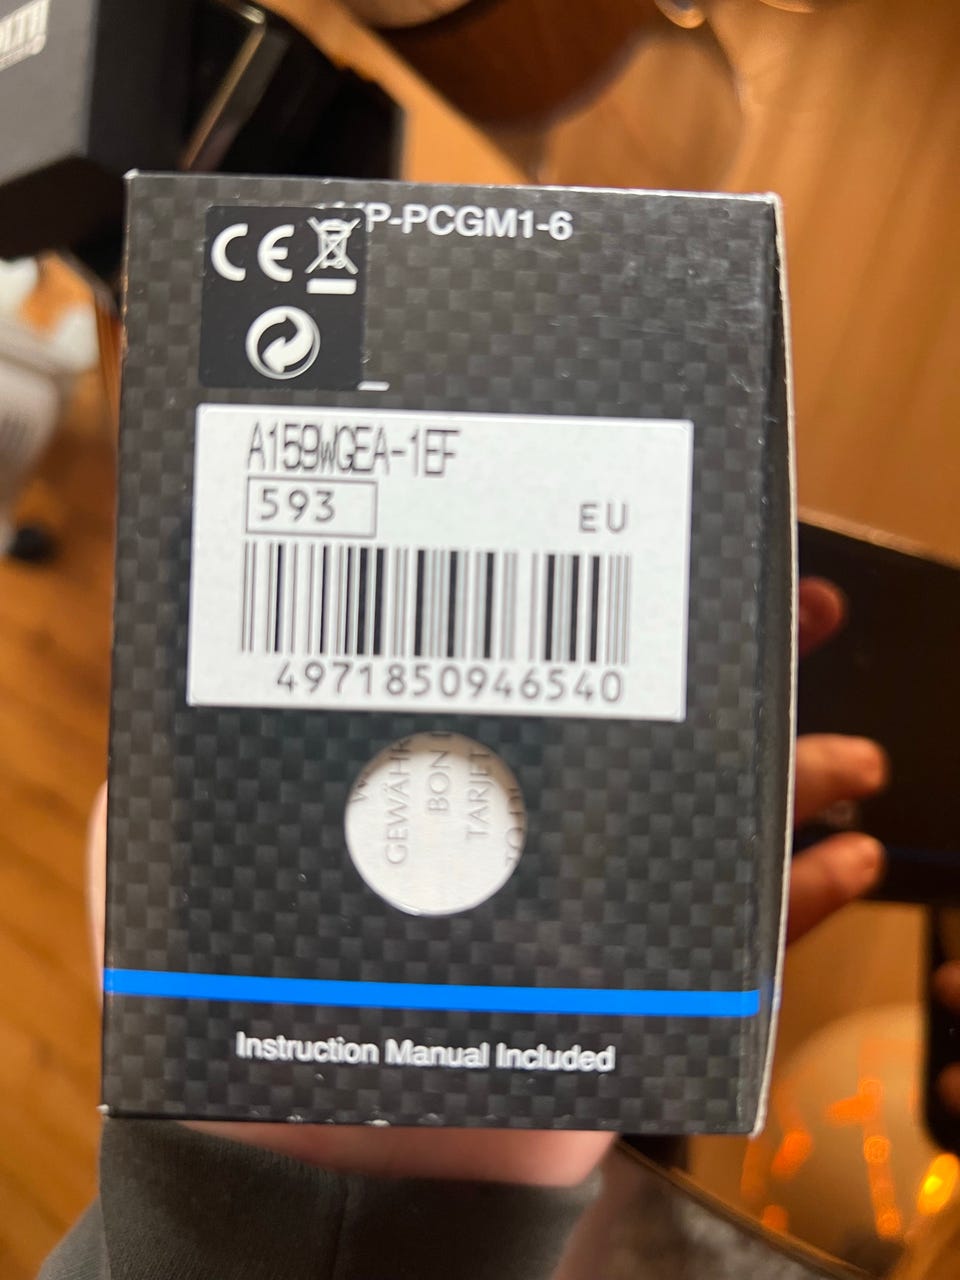 P-PCGM1-6
CE
A159WGEA-1EF
593
EU
4971850946540
GEWÄHR
BON
TARJET
Instruction Manual Included